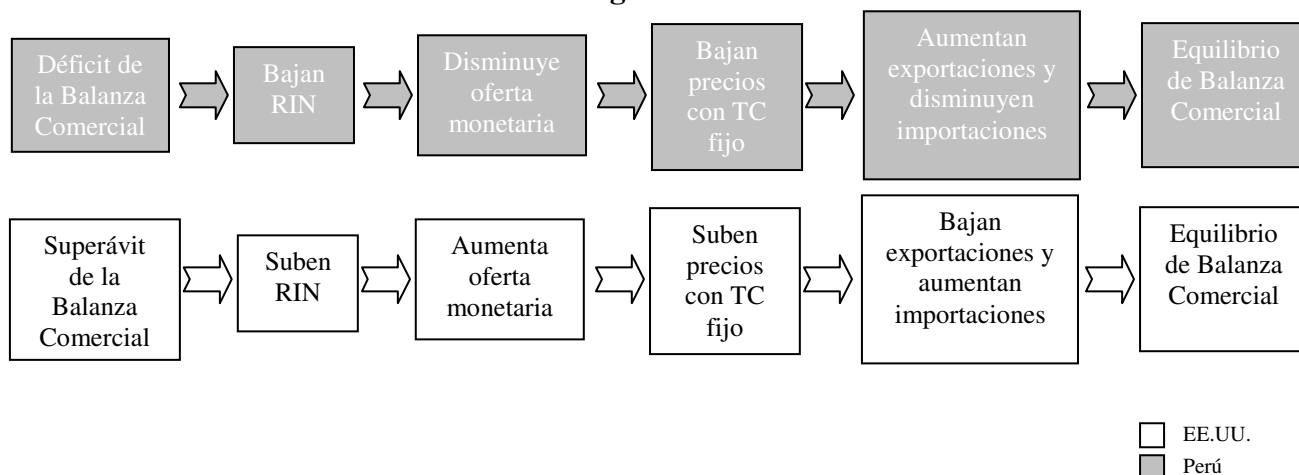 Déficit de
la Balanza
Comercial
Bajan
RIN
Disminuye
oferta
monetaria
Bajan
precios
con TC
fijo
Aumentan
exportaciones y
disminuyen
importaciones
Equilibrio
de Balanza
Comercial
Superávit
de la
Balanza
Comercial
Suben
RIN
Aumenta
oferta
monetaria
Suben
precios
con TC
fijo
Bajan
exportaciones y
aumentan
importaciones
Equilibrio
de Balanza
Comercial
EE.UU.
Perú